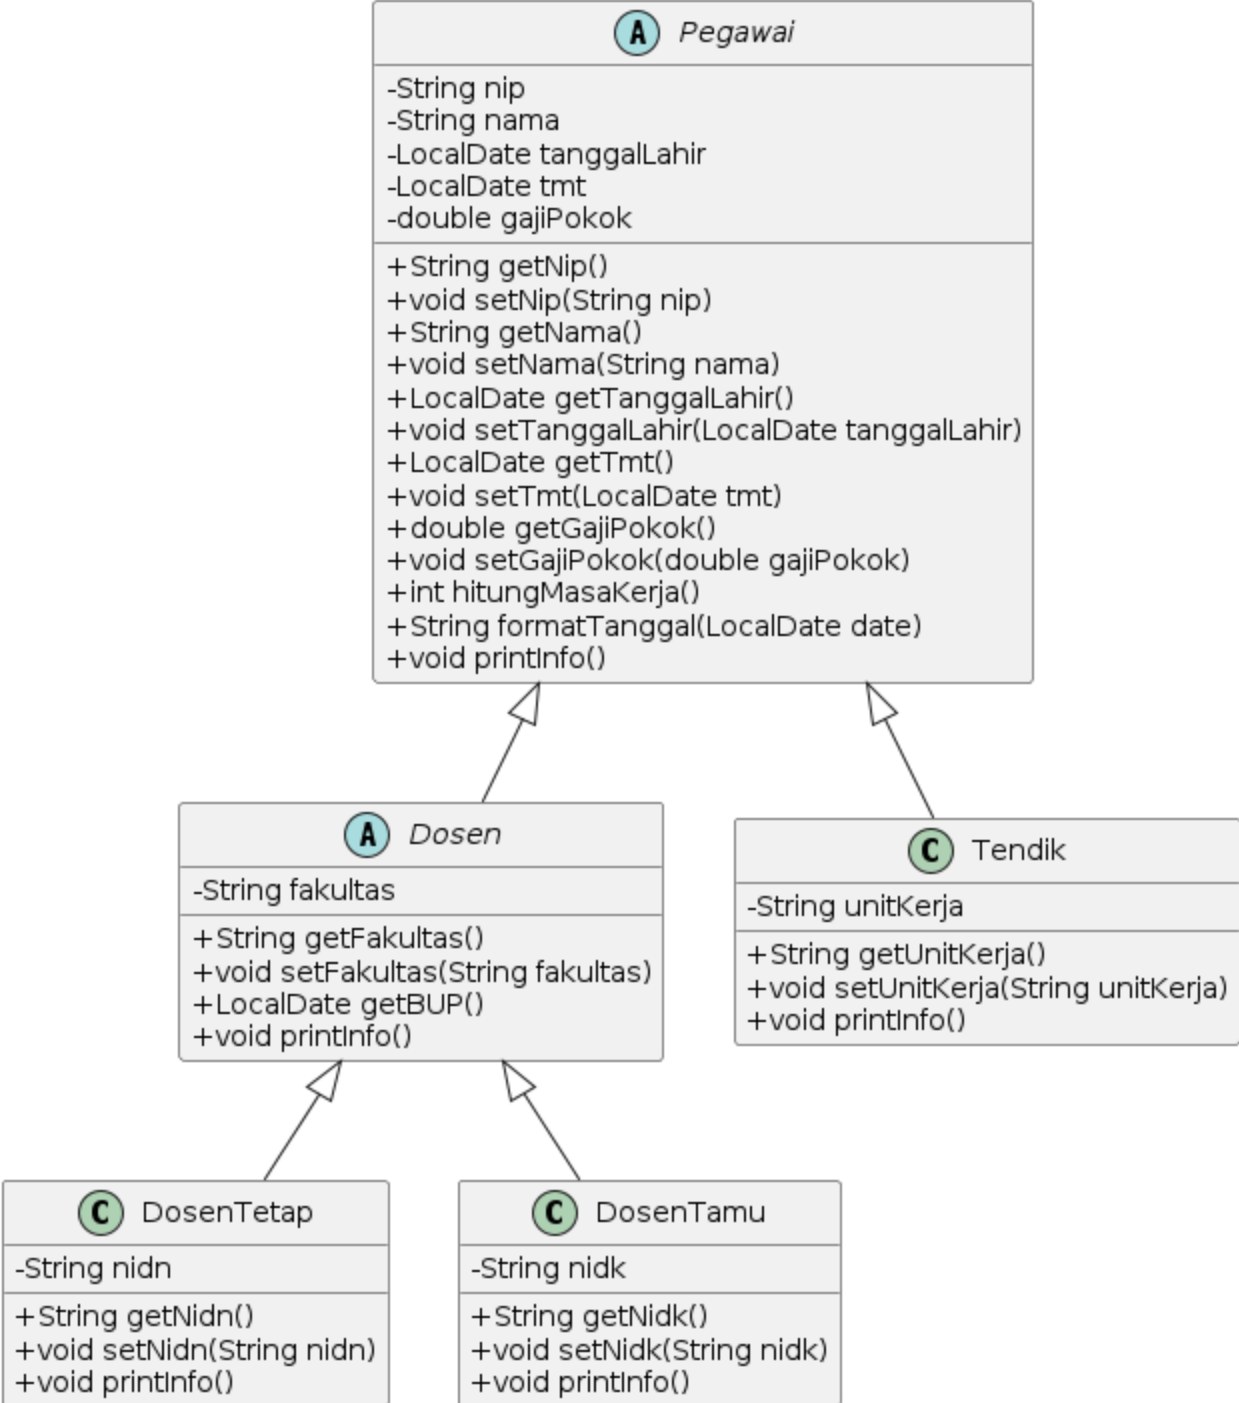 A Pegawai
-String nip
-String nama
-LocalDate tanggalLahir
-LocalDate tmt
-double gajiPokok
+String getNip()
+void setNip(String nip)
+String getNama()
+void setNama(String nama)
+LocalDate getTanggalLahir()
+void setTanggalLahir(LocalDate tanggalLahir)
+LocalDate getTmt()
+void setTmt(LocalDate tmt)
+double getGajiPokok()
+void setGajiPokok(double gajiPokok)
+int hitungMasaKerja()
+String formatTanggal(LocalDate date)
+void printInfo()
A Dosen
-String fakultas
+String getFakultas()
+void setFakultas(String fakultas)
+LocalDate getBUP()
+void printInfo()
C Tendik
-String unitKerja
+String getUnitKerja()
+void setUnitKerja(String unitKerja)
+void printInfo()
C DosenTetap
-String nidn
+String getNidn()
+void setNidn(String nidn)
+void printInfo()
C DosenTamu
-String nidk
+String getNidk()
+void setNidk(String nidk)
+void printInfo()